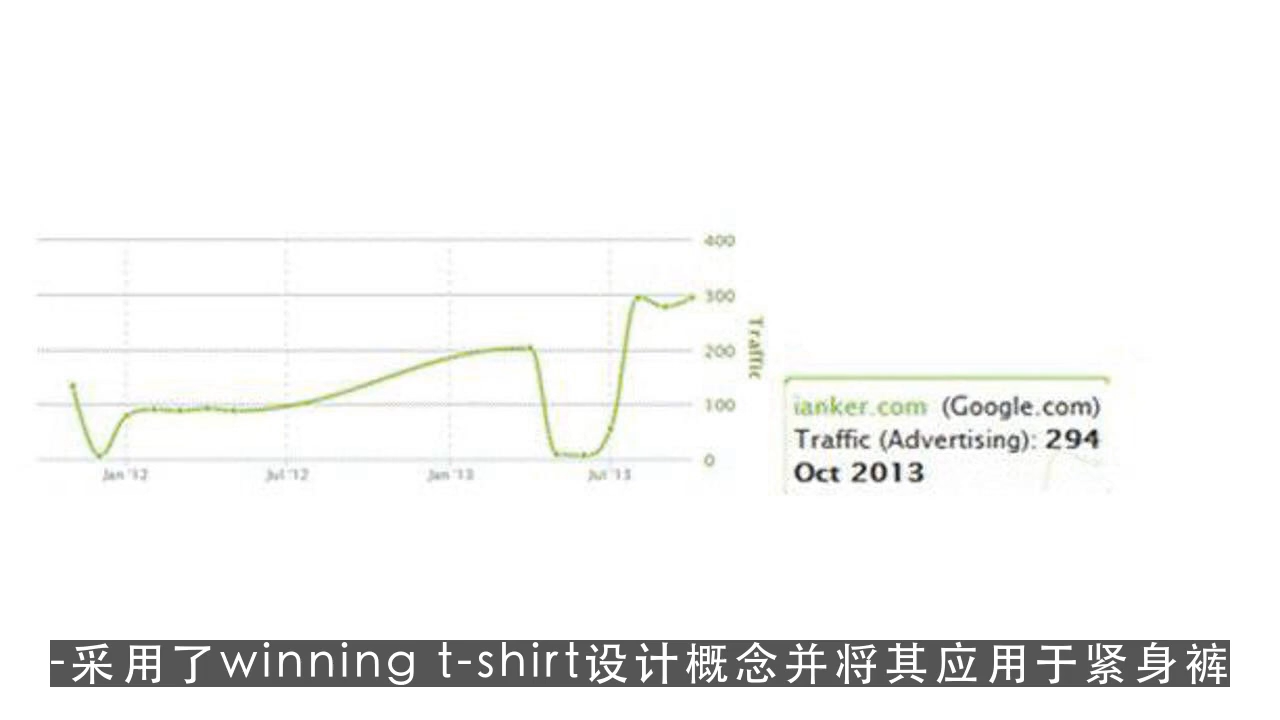 400
300
200
100
0
Traffic
Jan '12
Jul '12
Jan '13
Jul '13
ianker.com (Google.com)
Traffic (Advertising): 294
Oct 2013
-采用了winning t-shirt设计概念并将其应用于紧身裤